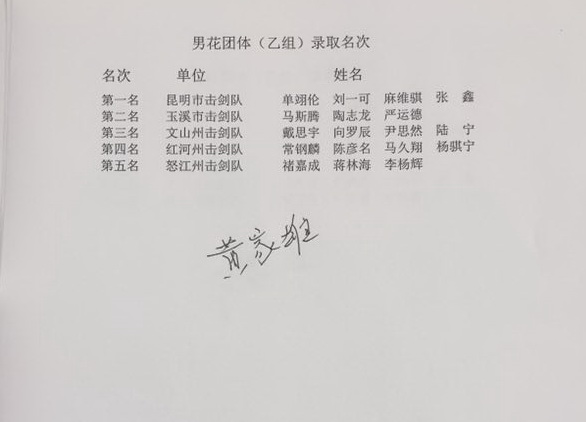 男花团体（乙组）录取名次
名次 单位 姓名
第一名 昆明市击剑队 单翊伦 刘一可 麻维骐 张 鑫
第二名 玉溪市击剑队 马斯腾 陶志龙 严运德
第三名 文山州击剑队 戴思宇 向罗辰 尹思然 陆 宁
第四名 红河州击剑队 常钢麟 陈彦名 马久翔 杨骐宁
第五名 怒江州击剑队 褚嘉成 蒋林海 李杨辉
黄家雄